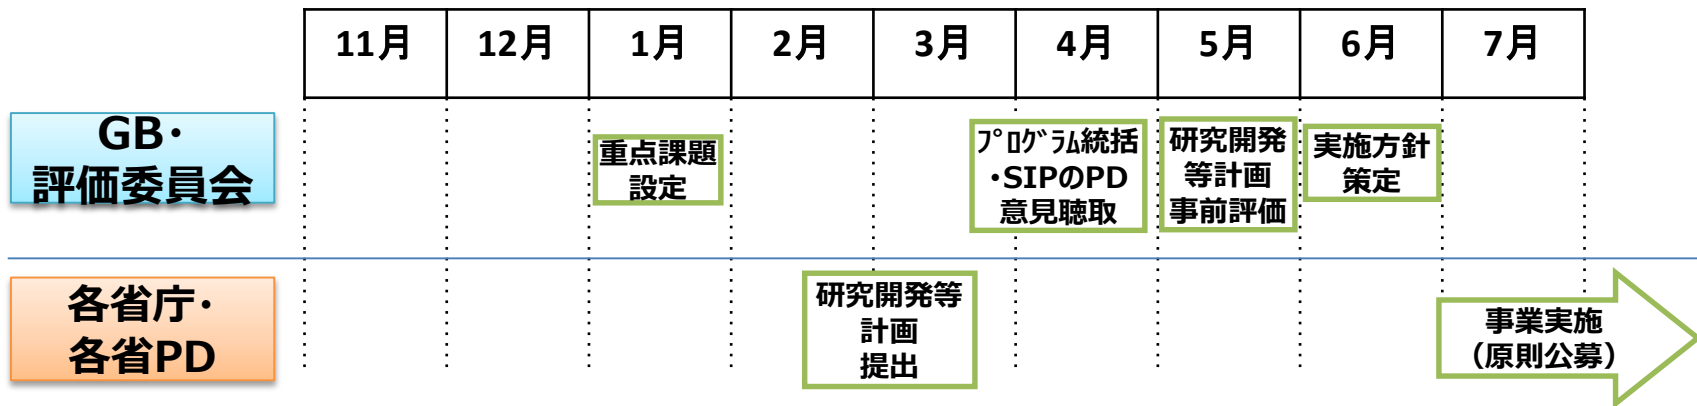 11月 12月 1月 2月 3月 4月 5月 6月 7月
GB・
評価委員会
重点課題
設定
ﾌﾟﾛｸﾞﾗﾑ統括
・SIPのPD
意見聴取
研究開発
等計画
事前評価
実施方針
策定
各省庁・
各省PD
研究開発等
計画
提出
事業実施
（原則公募）